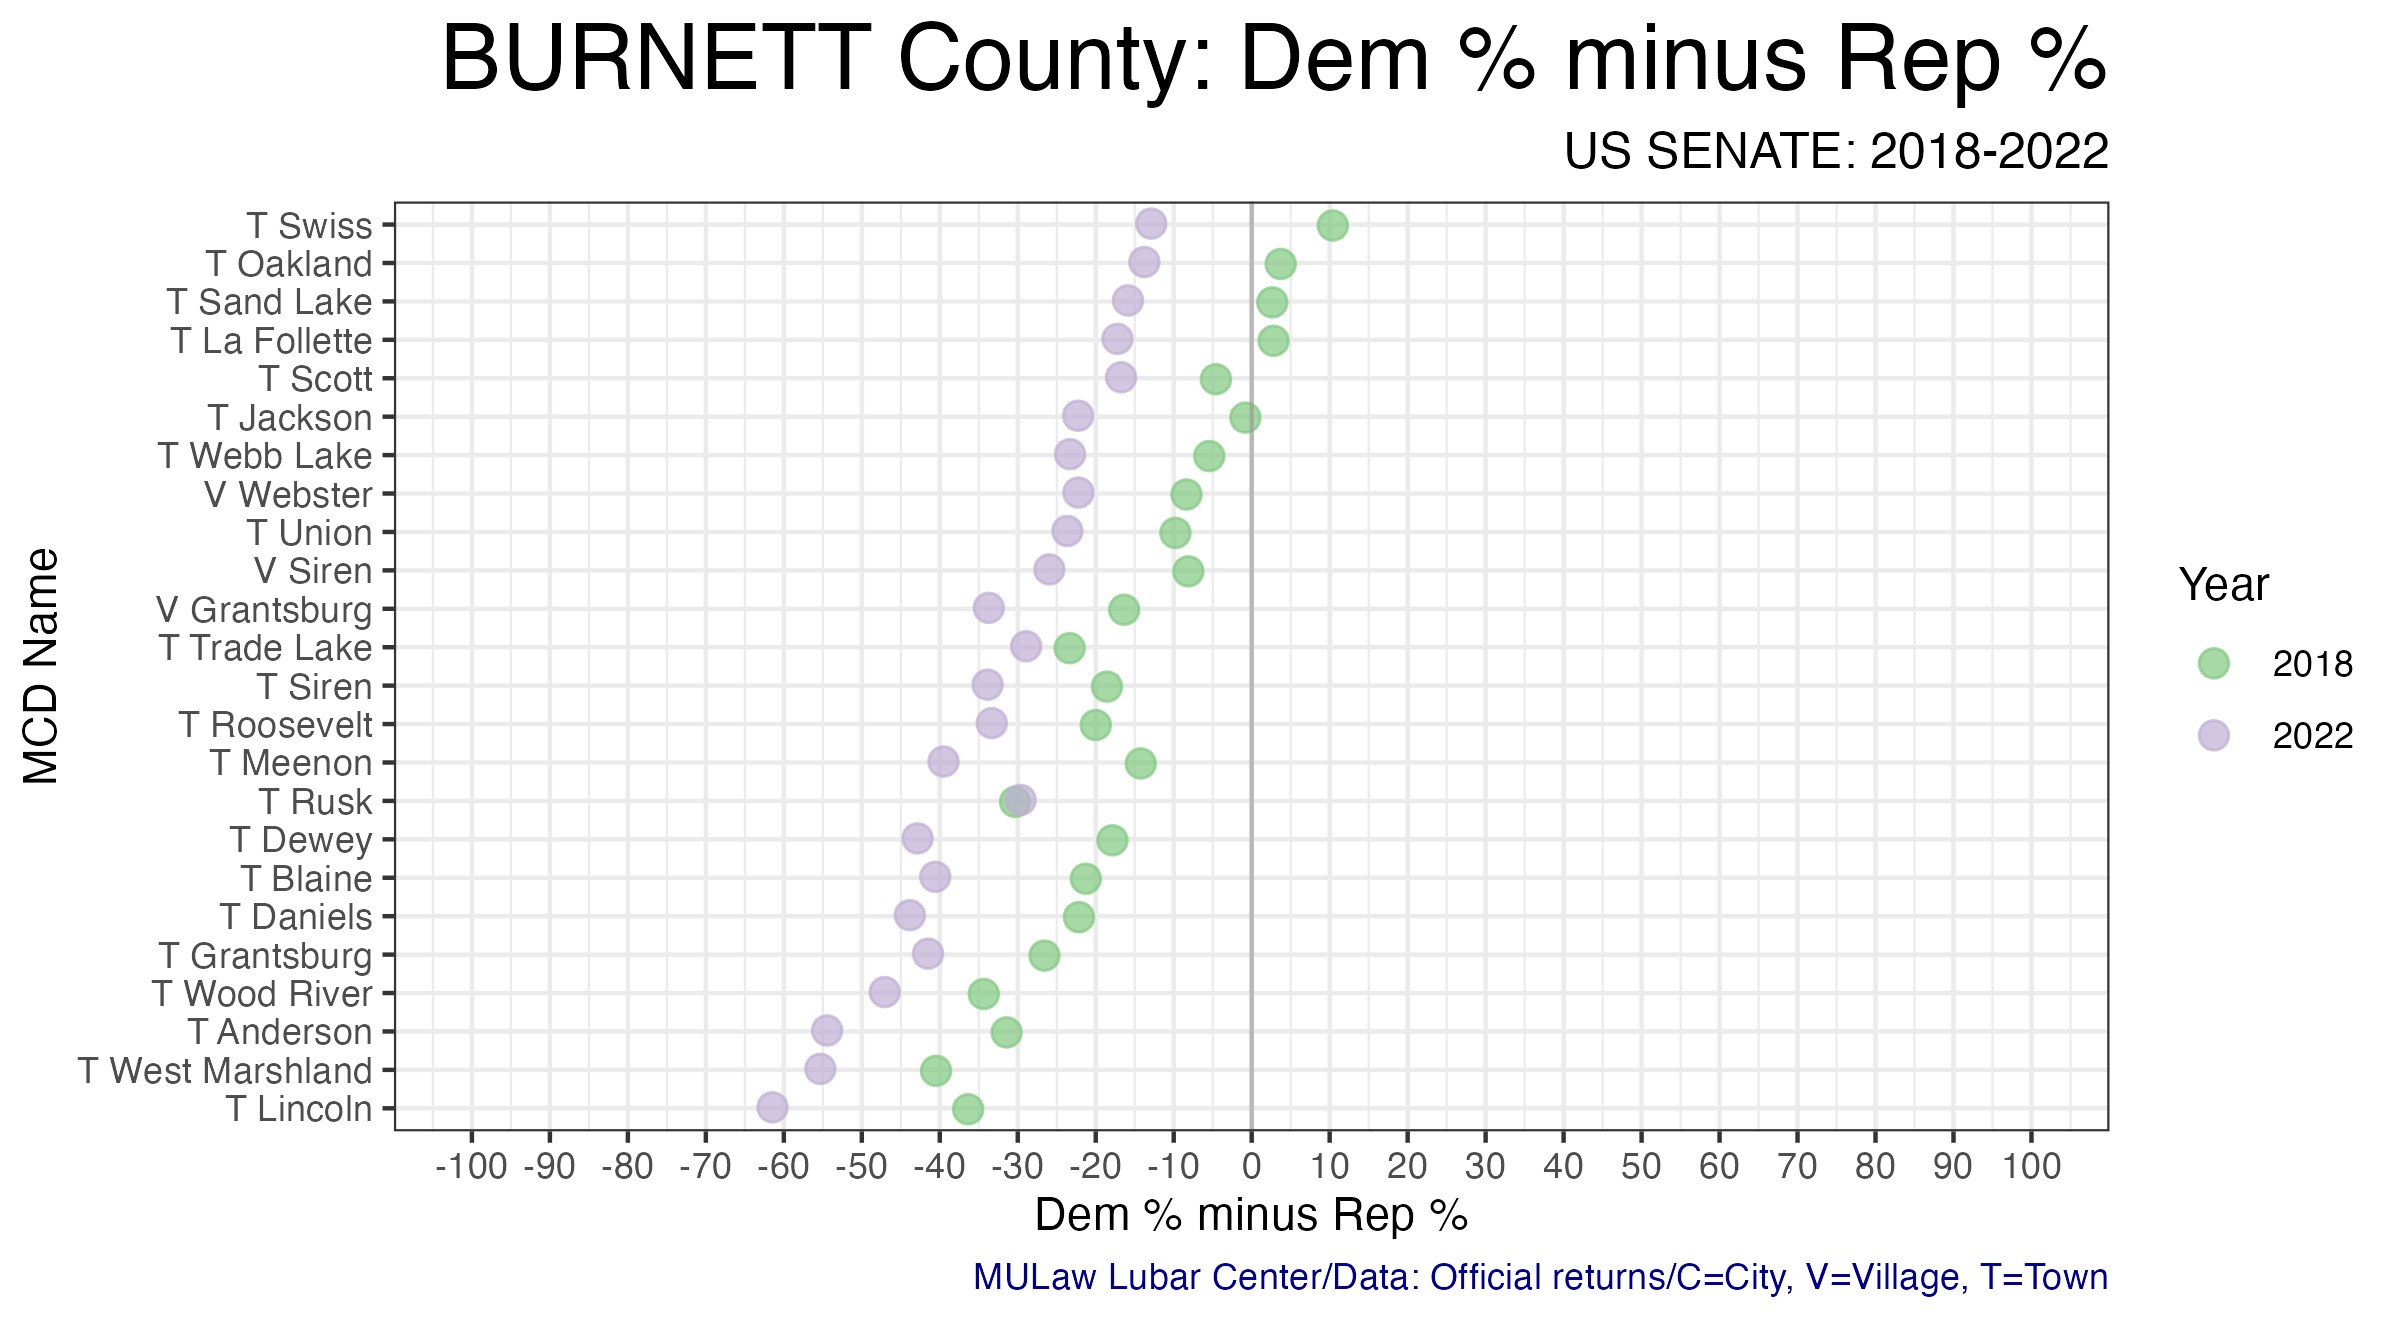 BURNETT County: Dem % minus Rep %
US SENATE: 2018-2022
MCD Name
T Swiss
T Oakland
T Sand Lake
T La Follette
T Scott
T Jackson
T Webb Lake
V Webster
T Union
V Siren
V Grantsburg
T Trade Lake
T Siren
T Roosevelt
T Meenon
T Rusk
T Dewey
T Blaine
T Daniels
T Grantsburg
T Wood River
T Anderson
T West Marshland
T Lincoln
-100 -90 -80 -70 -60 -50 -40 -30 -20 -10 0 10 20 30 40 50 60 70 80 90 100
Dem % minus Rep %
Year
2018
2022
MULaw Lubar Center/Data: Official returns/C=City, V=Village, T=Town